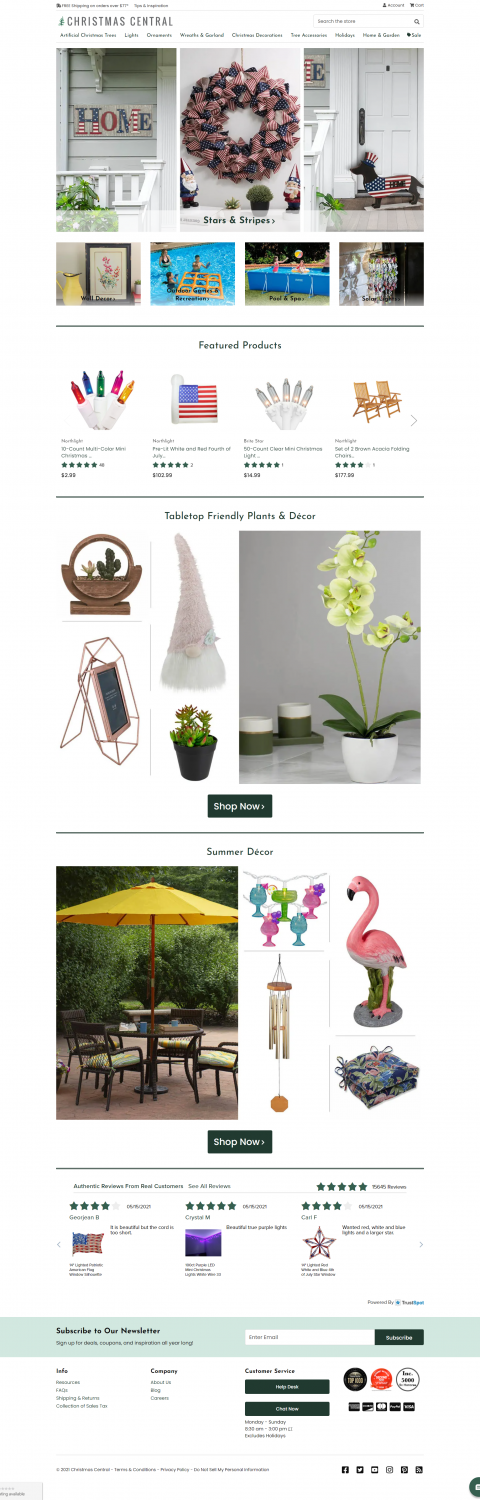 FREE Shipping on orders over $77*   Tips & Inspiration
Account   Cart
CHRISTMAS CENTRAL
Search the store
Artificial Christmas Trees   Lights   Ornaments   Wreaths & Garland   Christmas Decorations   Tree Accessories   Holidays   Home & Garden   Sale
HOME
Stars & Stripes ›
Wall Decor ›
Outdoor Games &
Recreation ›
Pool & Spa ›
Solar Lights ›
Featured Products
Northlight
10-Count Multi-Color Mini
Christmas ...
48
$2.99
Northlight
Pre-Lit White and Red Fourth of
July...
2
$102.99
Brite Star
50-Count Clear Mini Christmas
Light ...
1
$14.99
Northlight
Set of 2 Brown Acacia Folding
Chairs...
1
$177.99
Tabletop Friendly Plants & Décor
Shop Now ›
Summer Décor
Shop Now ›
Authentic Reviews From Real Customers   See All Reviews
15645 Reviews
05/15/2021
Georjean B
It is beautiful but the cord is
too short.
14" Lighted Patriotic
American Flag
Window Silhouette
05/15/2021
Crystal M
Beautiful true purple lights
100ct Purple LED
Mini Christmas
Lights White Wire 33
05/15/2021
Carl F
Wanted red, white and blue
lights and a larger star.
14" Lighted Red
White and Blue 4th
of July Star Window
Powered By TrustSpot
Subscribe to Our Newsletter
Sign up for deals, coupons, and inspiration all year long!
Enter Email
Subscribe
Info
Resources
FAQs
Shipping & Returns
Collection of Sales Tax
Company
About Us
Blog
Careers
Customer Service
Help Desk
Chat Now
Monday - Sunday
8:30 am - 3:00 pm
Excludes Holidays
TOP 1000
Inc.
5000
PayPal
VISA
© 2021 Christmas Central - Terms & Conditions - Privacy Policy - Do Not Sell My Personal Information